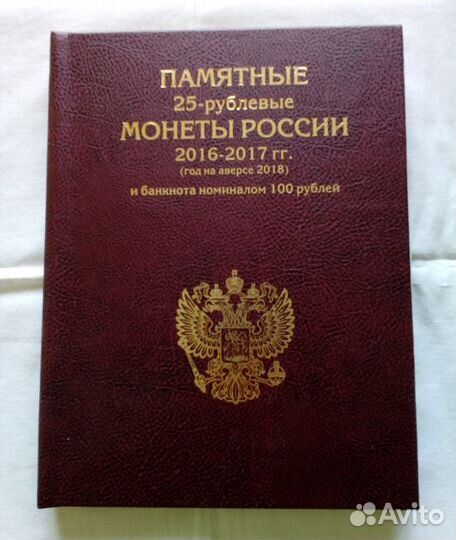 ПАМЯТНЫЕ
25-рублевые
МОНЕТЫ РОССИИ
2016-2017 гг.
(год на аверсе 2018)
и банкнота номиналом 100 рублей
Avito